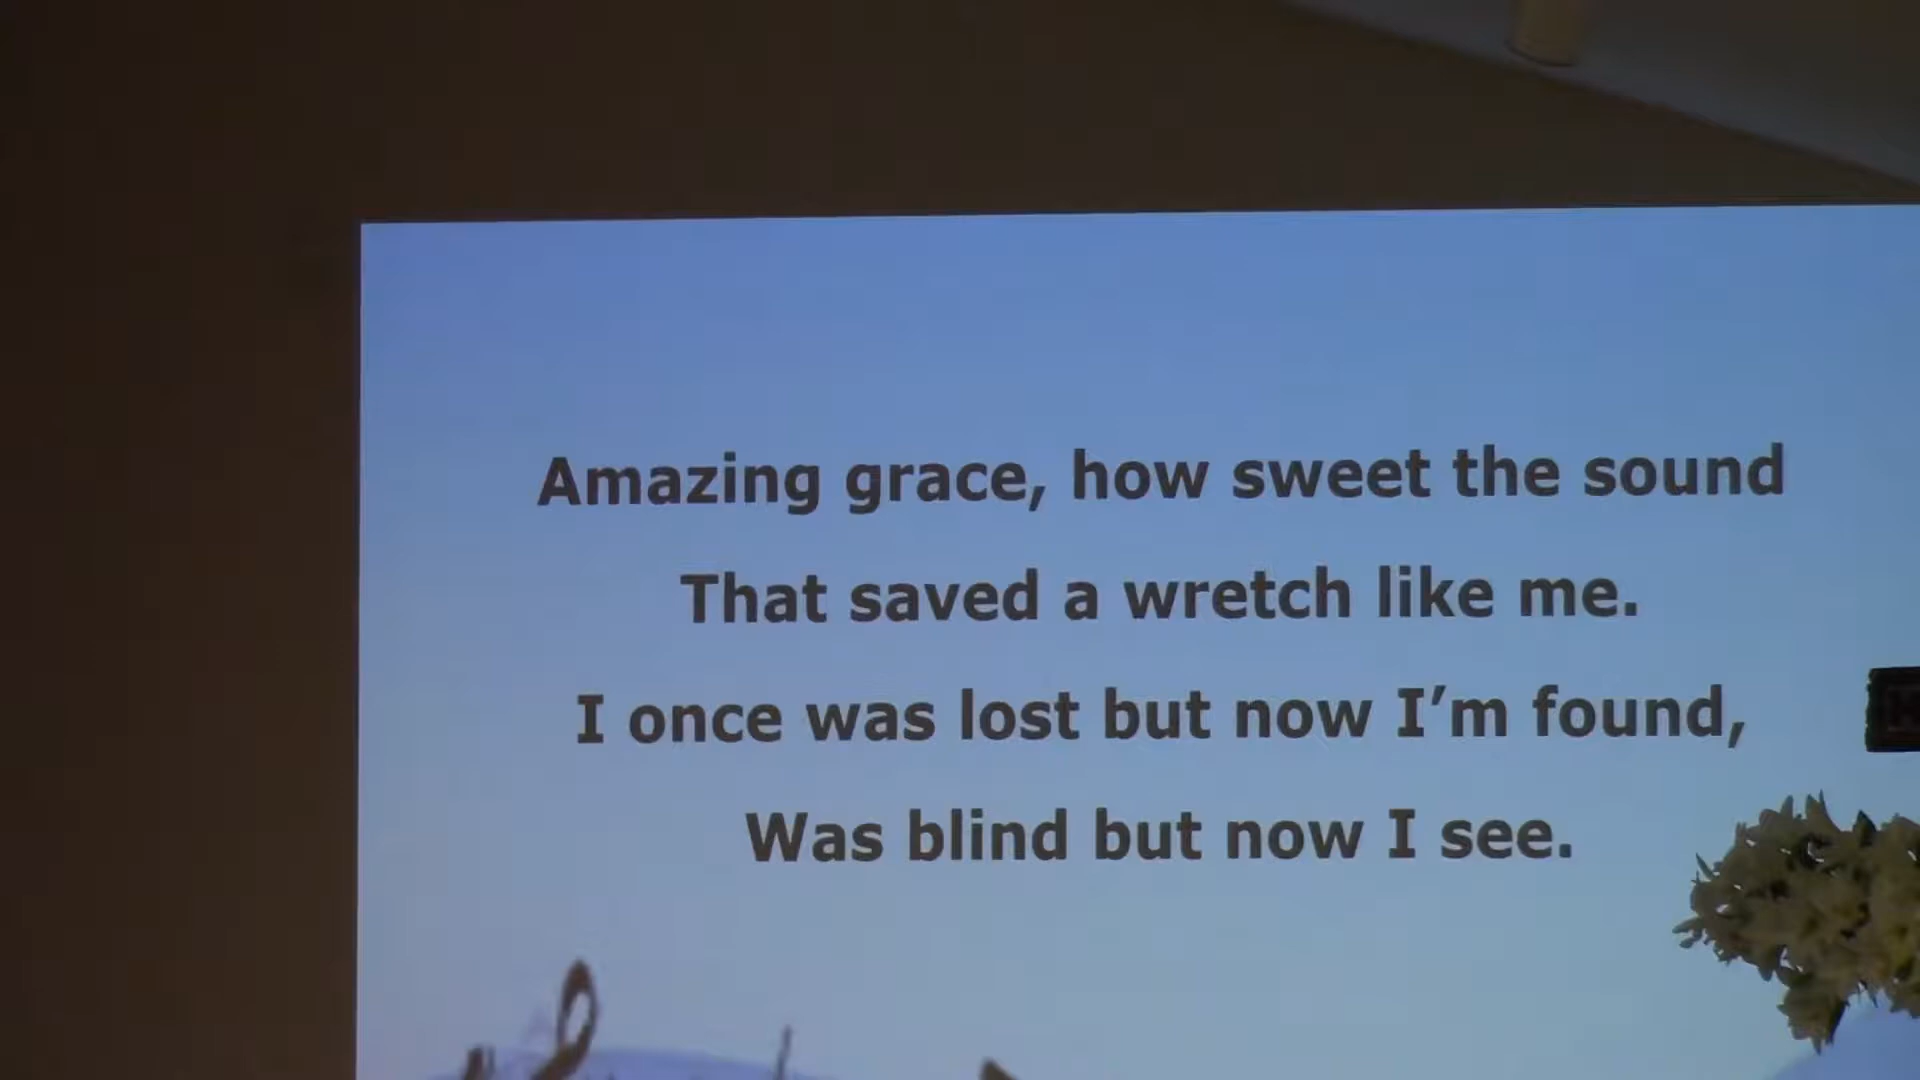 Amazing grace, how sweet the sound
That saved a wretch like me.
I once was lost but now I’m found,
Was blind but now I see.